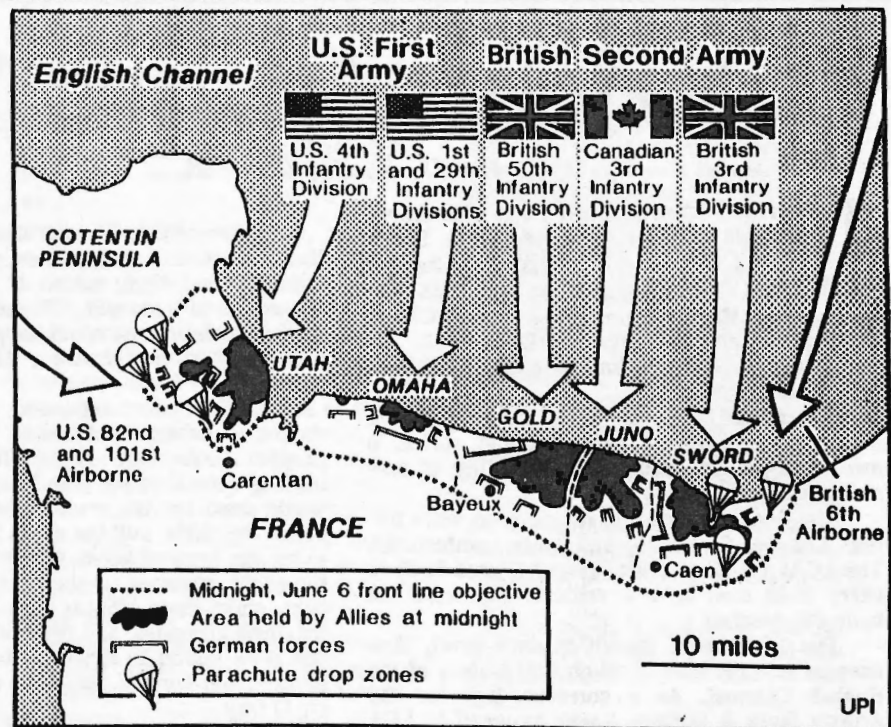 English Channel
U.S. First
Army
British Second Army
U.S. 4th
Infantry
Division
U.S. 1st
and 29th
Infantry
Divisions
British
50th
Infantry
Division
Canadian
3rd
Infantry
Division
British
3rd
Infantry
Division
COTENTIN
PENINSULA
UTAH
OMAHA
GOLD
JUNO
SWORD
U.S. 82nd
and 101st
Airborne
Carentan
Bayeux
Caen
British
6th
Airborne
FRANCE
Midnight, June 6 front line objective
Area held by Allies at midnight
German forces
Parachute drop zones
10 miles
UPI